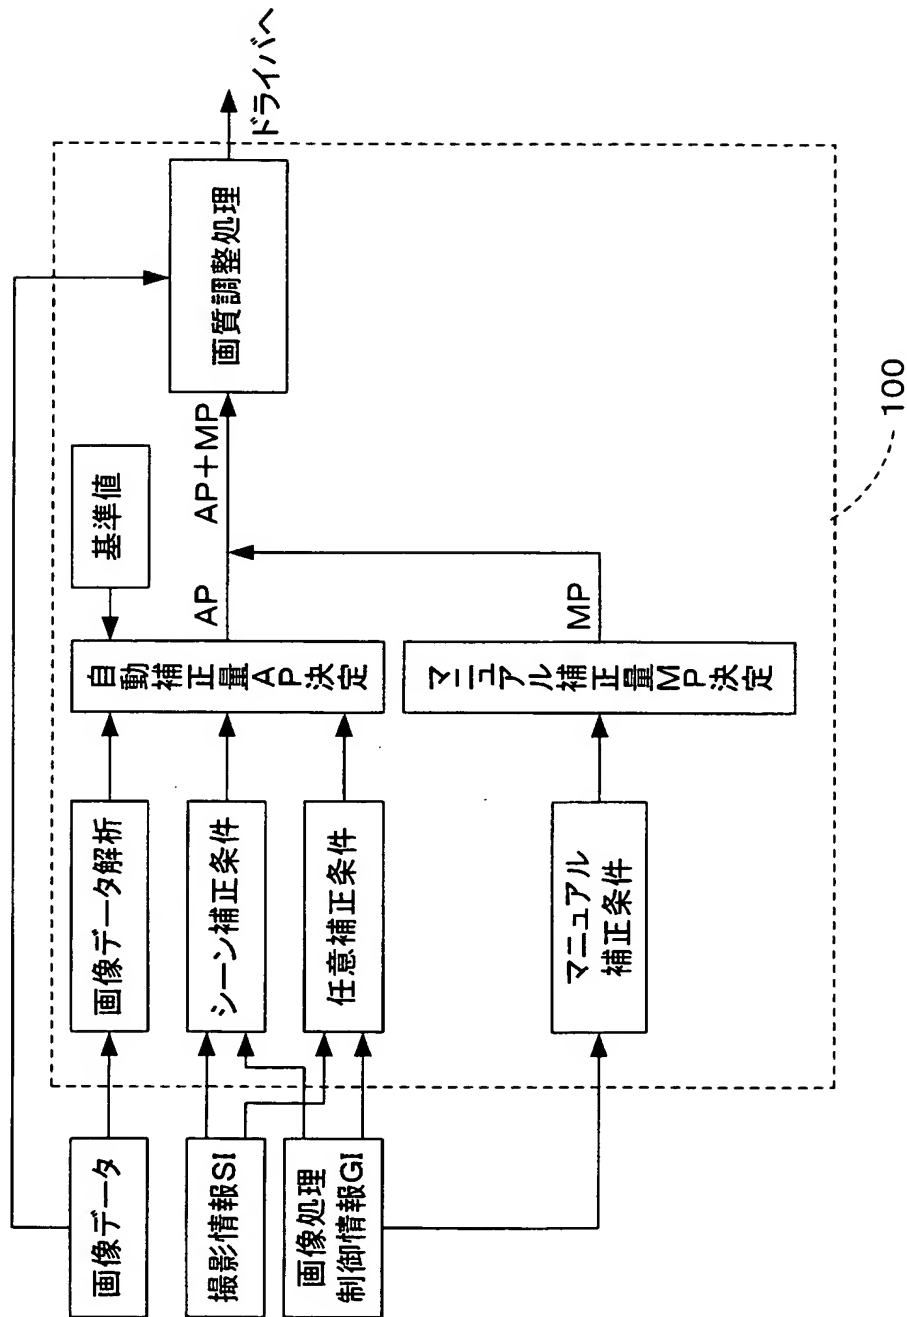 画像データ
撮影情報SI
画像処理
制御情報GI
画像データ解析
シーン補正条件
任意補正条件
マニュアル
補正条件
自動補正量AP決定
マニュアル補正量MP決定
基準値
AP
MP
AP+MP
画質調整処理
ドライバへ
100